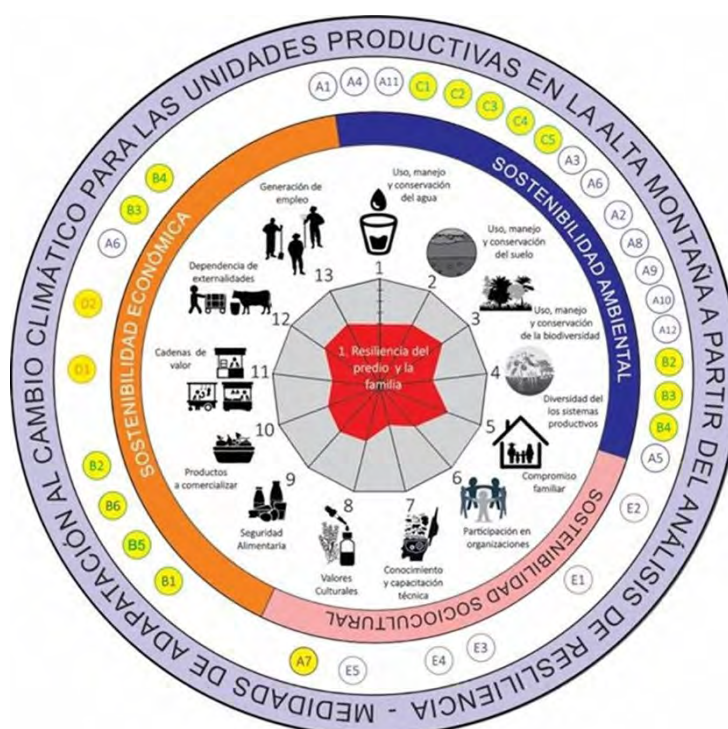 MEDIDADS DE ADAPATACIÓN AL CAMBIO CLIMÁTICO PARA LAS UNIDADES PRODUCTIVAS EN LA ALTA MONTAÑA A PARTIR DEL ANÁLISIS DE RESLILIENCIA -
A1
A4
A11
C1
C2
C3
C4
C5
A3
A6
A2
A8
A9
A10
A12
B2
B3
B4
A5
E2
E1
E3
E4
E5
A7
B1
B5
B6
B2
D1
D2
A6
B3
B4
SOSTENIBILIDAD AMBIENTAL
SOSTENIBILIDAD SOCIOCULTURAL
SOSTENIBILIDAD ECONÓMICA
Uso, manejo
y conservación
del agua
Uso, manejo
y conservación
del suelo
Uso, manejo
y conservación
de la biodiversidad
Diversidad del
los sistemas
productivos
Compromiso
familiar
Participación en
organizaciones
Conocimiento
y capacitación
técnica
Valores
Culturales
Seguridad
Alimentaria
Productos
a comercializar
Cadenas de
valor
Dependencia de
externalidades
Generación de
empleo
1
2
3
4
5
6
7
8
9
10
11
12
13
1. Resiliencia del
predio y la
familia